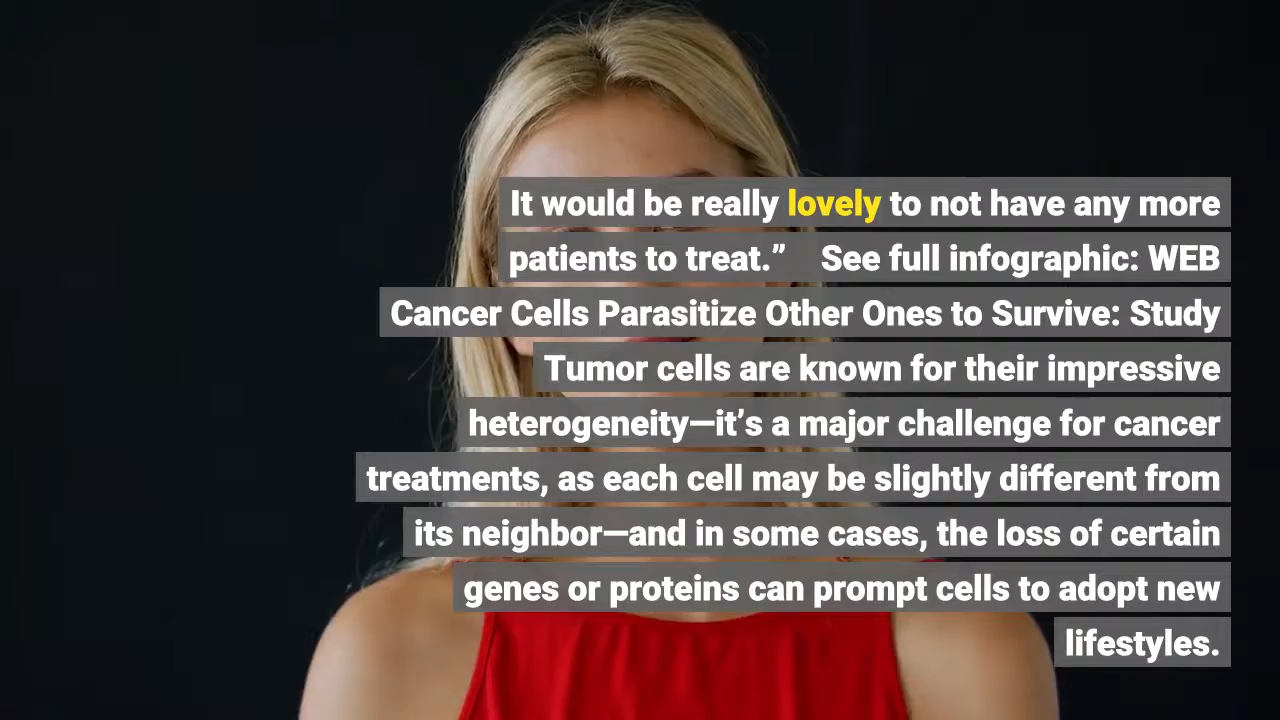 It would be really lovely to not have any more
patients to treat.” See full infographic: WEB
Cancer Cells Parasitize Other Ones to Survive: Study
Tumor cells are known for their impressive
heterogeneity—it’s a major challenge for cancer
treatments, as each cell may be slightly different from
its neighbor—and in some cases, the loss of certain
genes or proteins can prompt cells to adopt new
lifestyles.